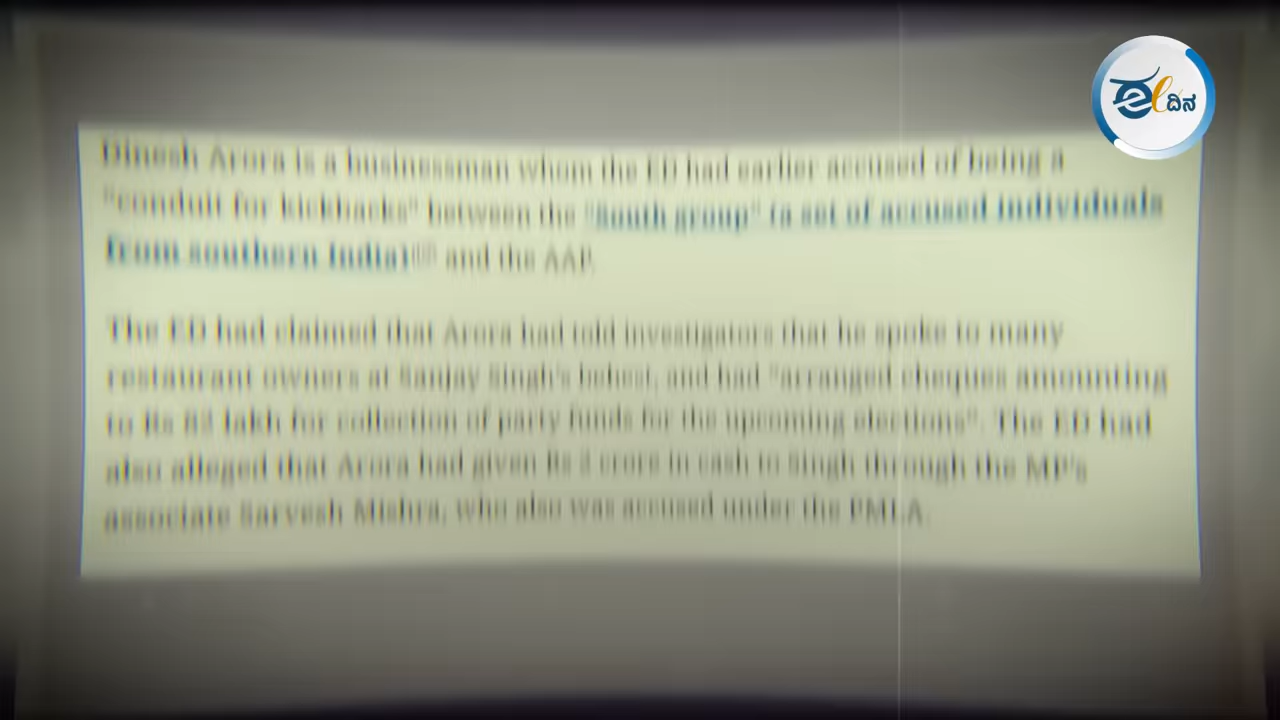 eदिನ
Dinesh Arora is a businessman whom the ED had earlier accused of being a
"conduit for kickbacks" between the "South group" (a set of accused individuals
from southern India) and the AAP.
The ED had claimed that Arora had told investigators that he spoke to many
restaurant owners at Sanjay Singh's behest, and had "arranged cheques amounting
to Rs 82 lakh for collection of party funds for the upcoming elections". The ED had
also alleged that Arora had given Rs 2 crore in cash to Singh through the MP's
associate Sarvesh Mishra, who also was accused under the PMLA.